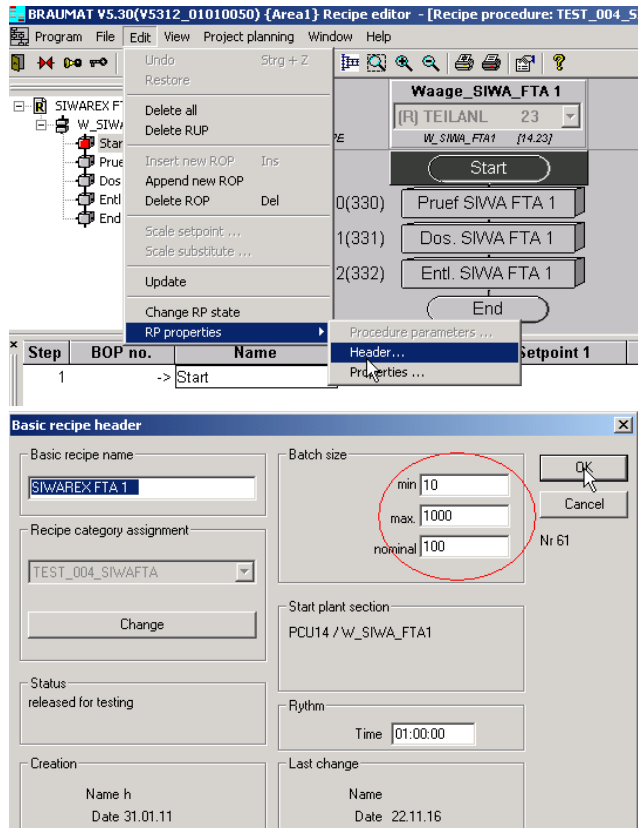 BRAUMAT V5.30(V5312_01010050) {Area1} Recipe editor - [Recipe procedure: TEST_004_S
Program File Edit View Project planning Window Help
Undo Strg + Z
Restore
Delete all
Delete RUP
Insert new ROP Ins
Append new ROP
Delete ROP Del
Scale setpoint ...
Scale substitute ...
Update
Change RP state
RP properties
Procedure parameters ...
Header...
Properties ...
R SIWAREX FT
W_SIWA
Star
Prue
Dos
Entl
End
Waage_SIWA_FTA 1
(R) TEILANL 23
PE W_SIWA_FTA1 [14.23]
Start
0(330) Pruef SIWA FTA 1
1(331) Dos. SIWA FTA 1
2(332) Entl. SIWA FTA 1
End
Step BOP no. Name Setpoint 1
1 -> Start
Basic recipe header
Basic recipe name
SIWAREX FTA 1
Batch size
min 10
max. 1000
nominal 100
OK
Cancel
Nr 61
Recipe category assignment
TEST_004_SIWAFTA
Change
Start plant section
PCU14 / W_SIWA_FTA1
Status
released for testing
Rythm
Time 01:00:00
Creation
Name h
Date 31.01.11
Last change
Name
Date 22.11.16